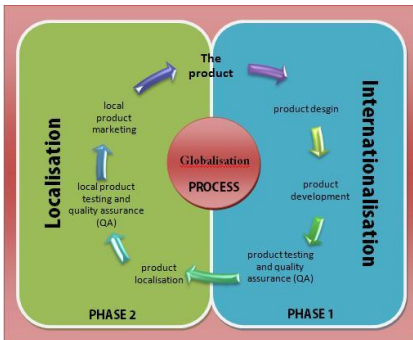 The
product
product desgin
product
development
product testing
and quality
assurance (QA)
product
localisation
local product
testing and
quality assurance
(QA)
local
product
marketing
Globalisation
PROCESS
Localisation
Internationalisation
PHASE 2
PHASE 1